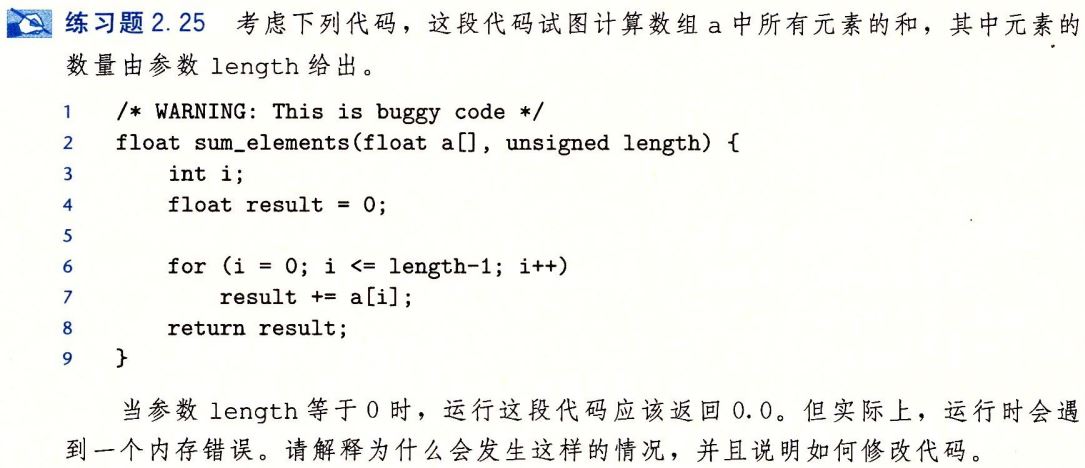 练习题 2.25 考虑下列代码，这段代码试图计算数组 a 中所有元素的和，其中元素的
数量由参数 length 给出。
1 /* WARNING: This is buggy code */
2 float sum_elements(float a[], unsigned length) {
3 int i;
4 float result = 0;
5
6 for (i = 0; i <= length-1; i++)
7 result += a[i];
8 return result;
9 }
当参数 length 等于 0 时，运行这段代码应该返回 0.0。但实际上，运行时会遇
到一个内存错误。请解释为什么会发生这样的情况，并且说明如何修改代码。